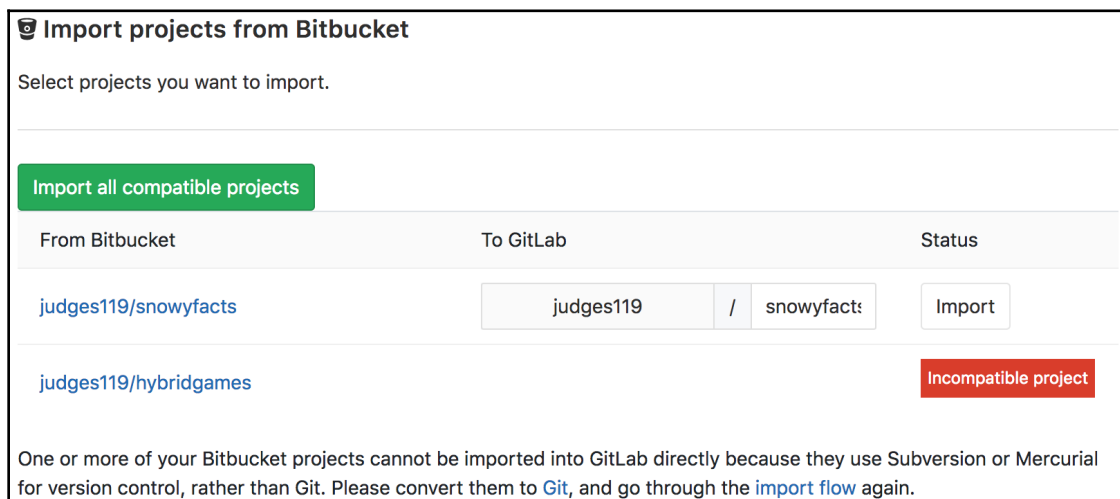 Import projects from Bitbucket
Select projects you want to import.
Import all compatible projects
From Bitbucket To GitLab Status
judges119/snowyfacts judges119 / snowyfacts Import
judges119/hybridgames Incompatible project
One or more of your Bitbucket projects cannot be imported into GitLab directly because they use Subversion or Mercurial
for version control, rather than Git. Please convert them to Git, and go through the import flow again.